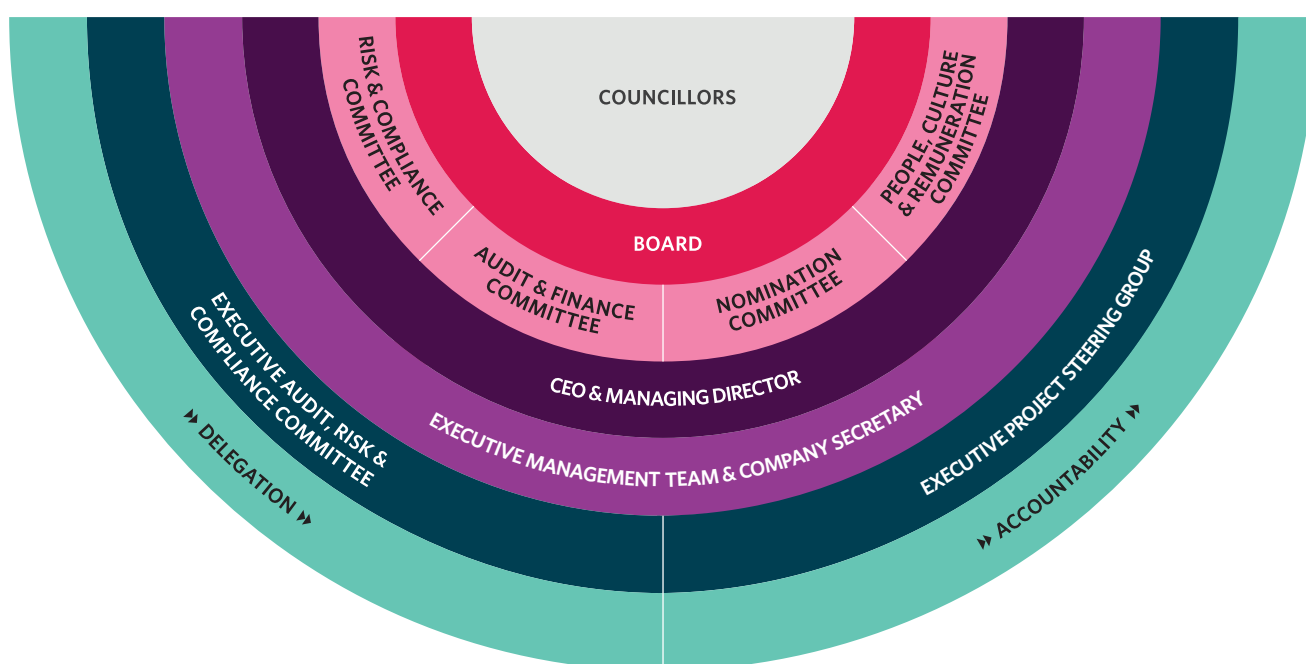 COUNCILLORS
BOARD
RISK & COMPLIANCE
COMMITTEE
AUDIT & FINANCE
COMMITTEE
NOMINATION
COMMITTEE
PEOPLE, CULTURE
& REMUNERATION
COMMITTEE
CEO & MANAGING DIRECTOR
EXECUTIVE MANAGEMENT TEAM & COMPANY SECRETARY
EXECUTIVE AUDIT, RISK &
COMPLIANCE COMMITTEE
EXECUTIVE PROJECT STEERING GROUP
DELEGATION
ACCOUNTABILITY